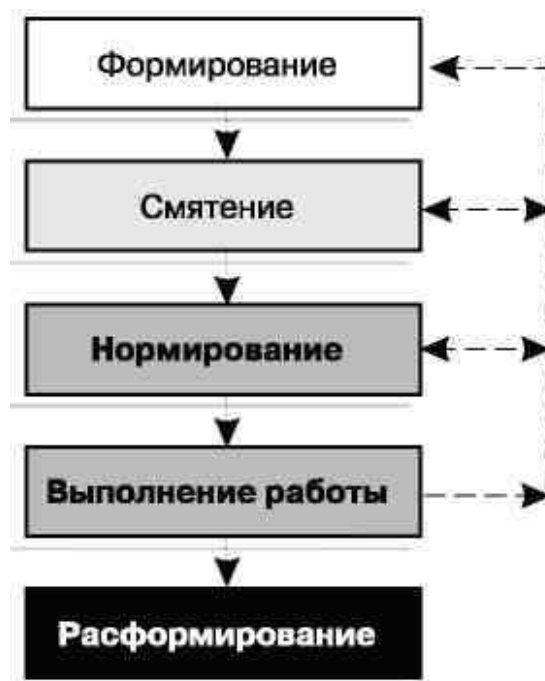 Формирование
Смятение
Нормирование
Выполнение работы
Расформирование